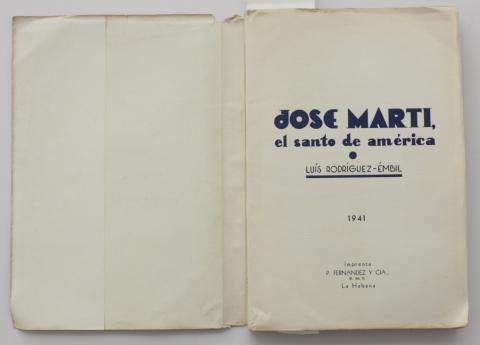 JOSE MARTI,
el santo de américa
LUÍS RODRÍGUEZ-ÉMBIL
1941
Imprenta
P. FERNANDEZ Y CIA.,
La Habana